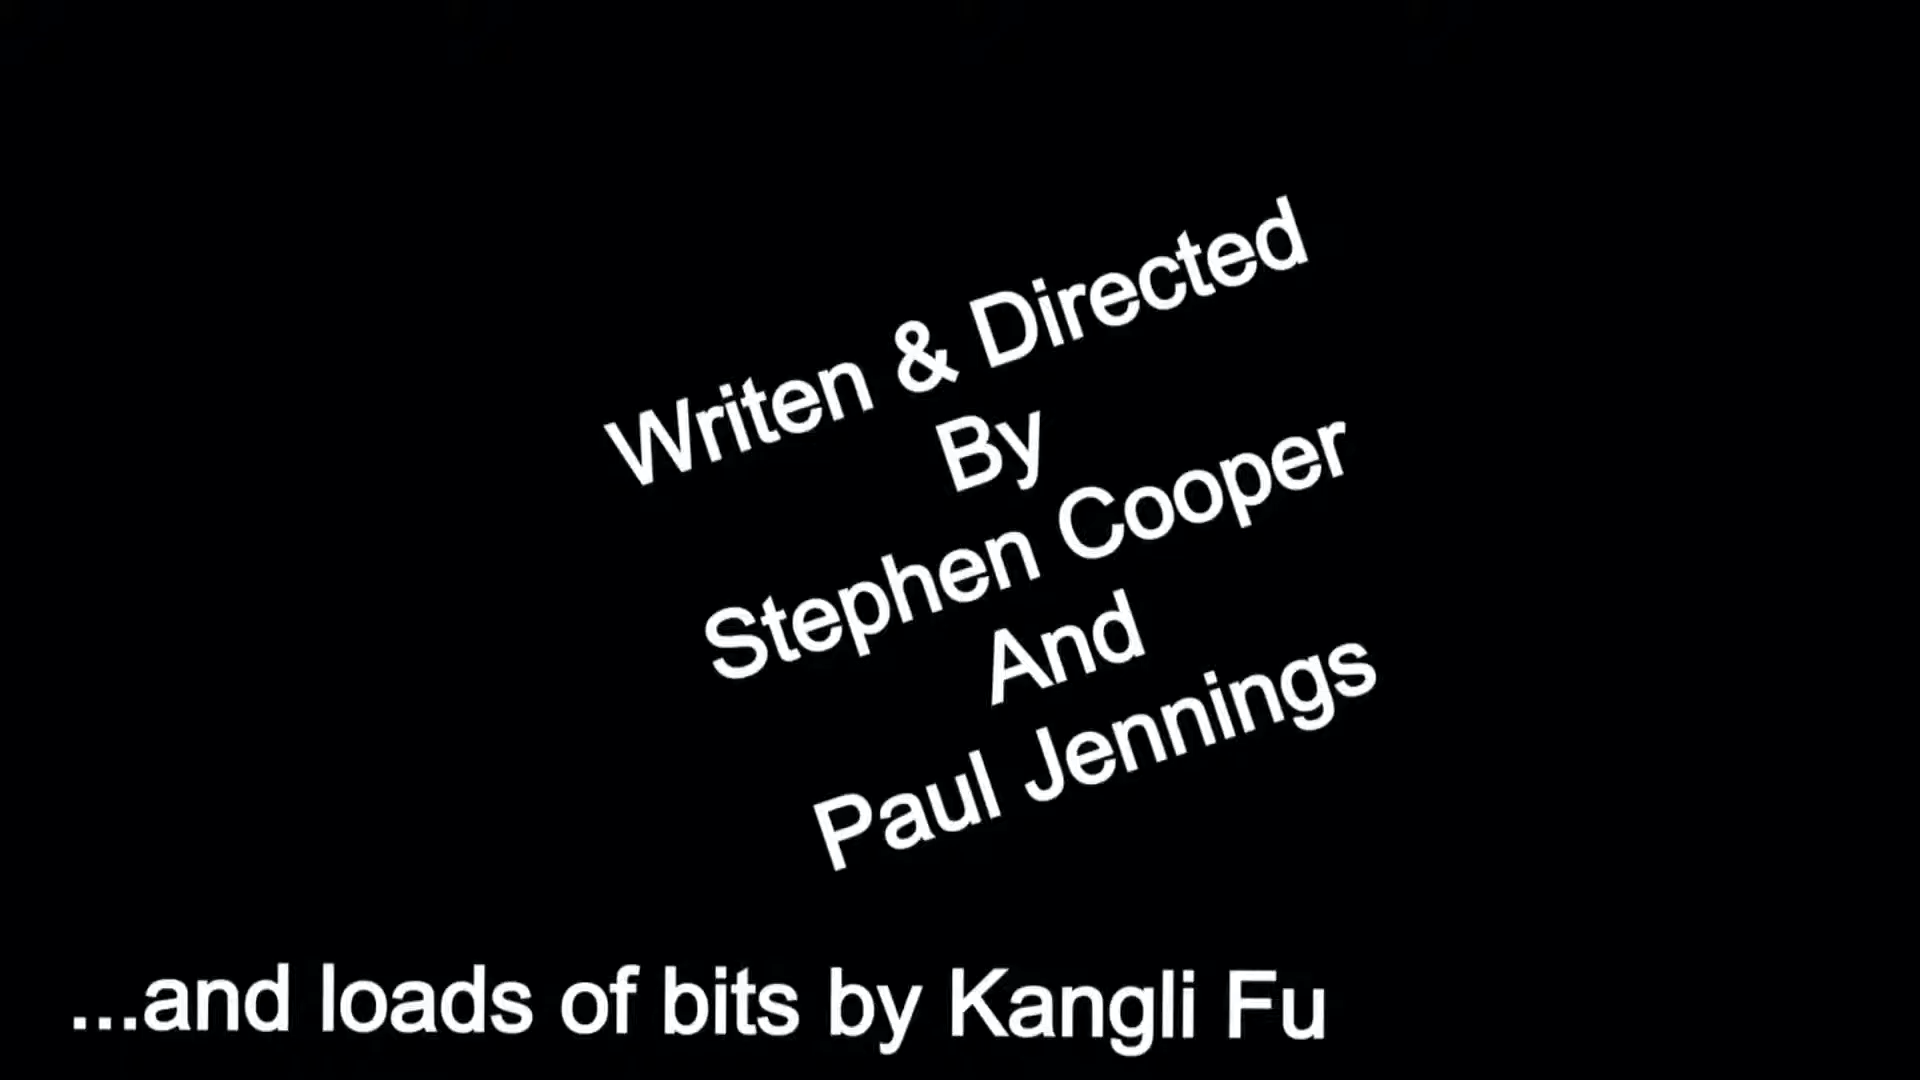 Writen & Directed
By
Stephen Cooper
And
Paul Jennings
...and loads of bits by Kangli Fu